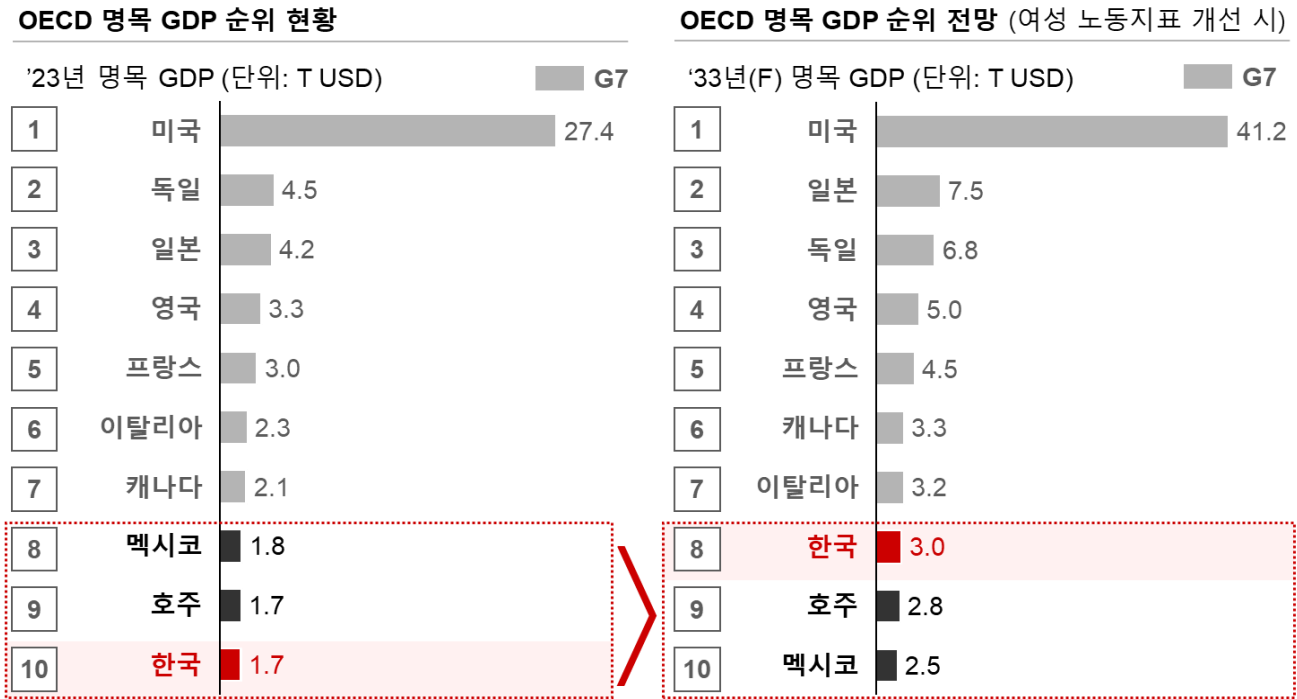 OECD 명목 GDP 순위 현황
’23년 명목 GDP (단위: T USD)
G7
1 미국 27.4
2 독일 4.5
3 일본 4.2
4 영국 3.3
5 프랑스 3.0
6 이탈리아 2.3
7 캐나다 2.1
8 멕시코 1.8
9 호주 1.7
10 한국 1.7
OECD 명목 GDP 순위 전망 (여성 노동지표 개선 시)
‘33년(F) 명목 GDP (단위: T USD)
G7
1 미국 41.2
2 일본 7.5
3 독일 6.8
4 영국 5.0
5 프랑스 4.5
6 캐나다 3.3
7 이탈리아 3.2
8 한국 3.0
9 호주 2.8
10 멕시코 2.5